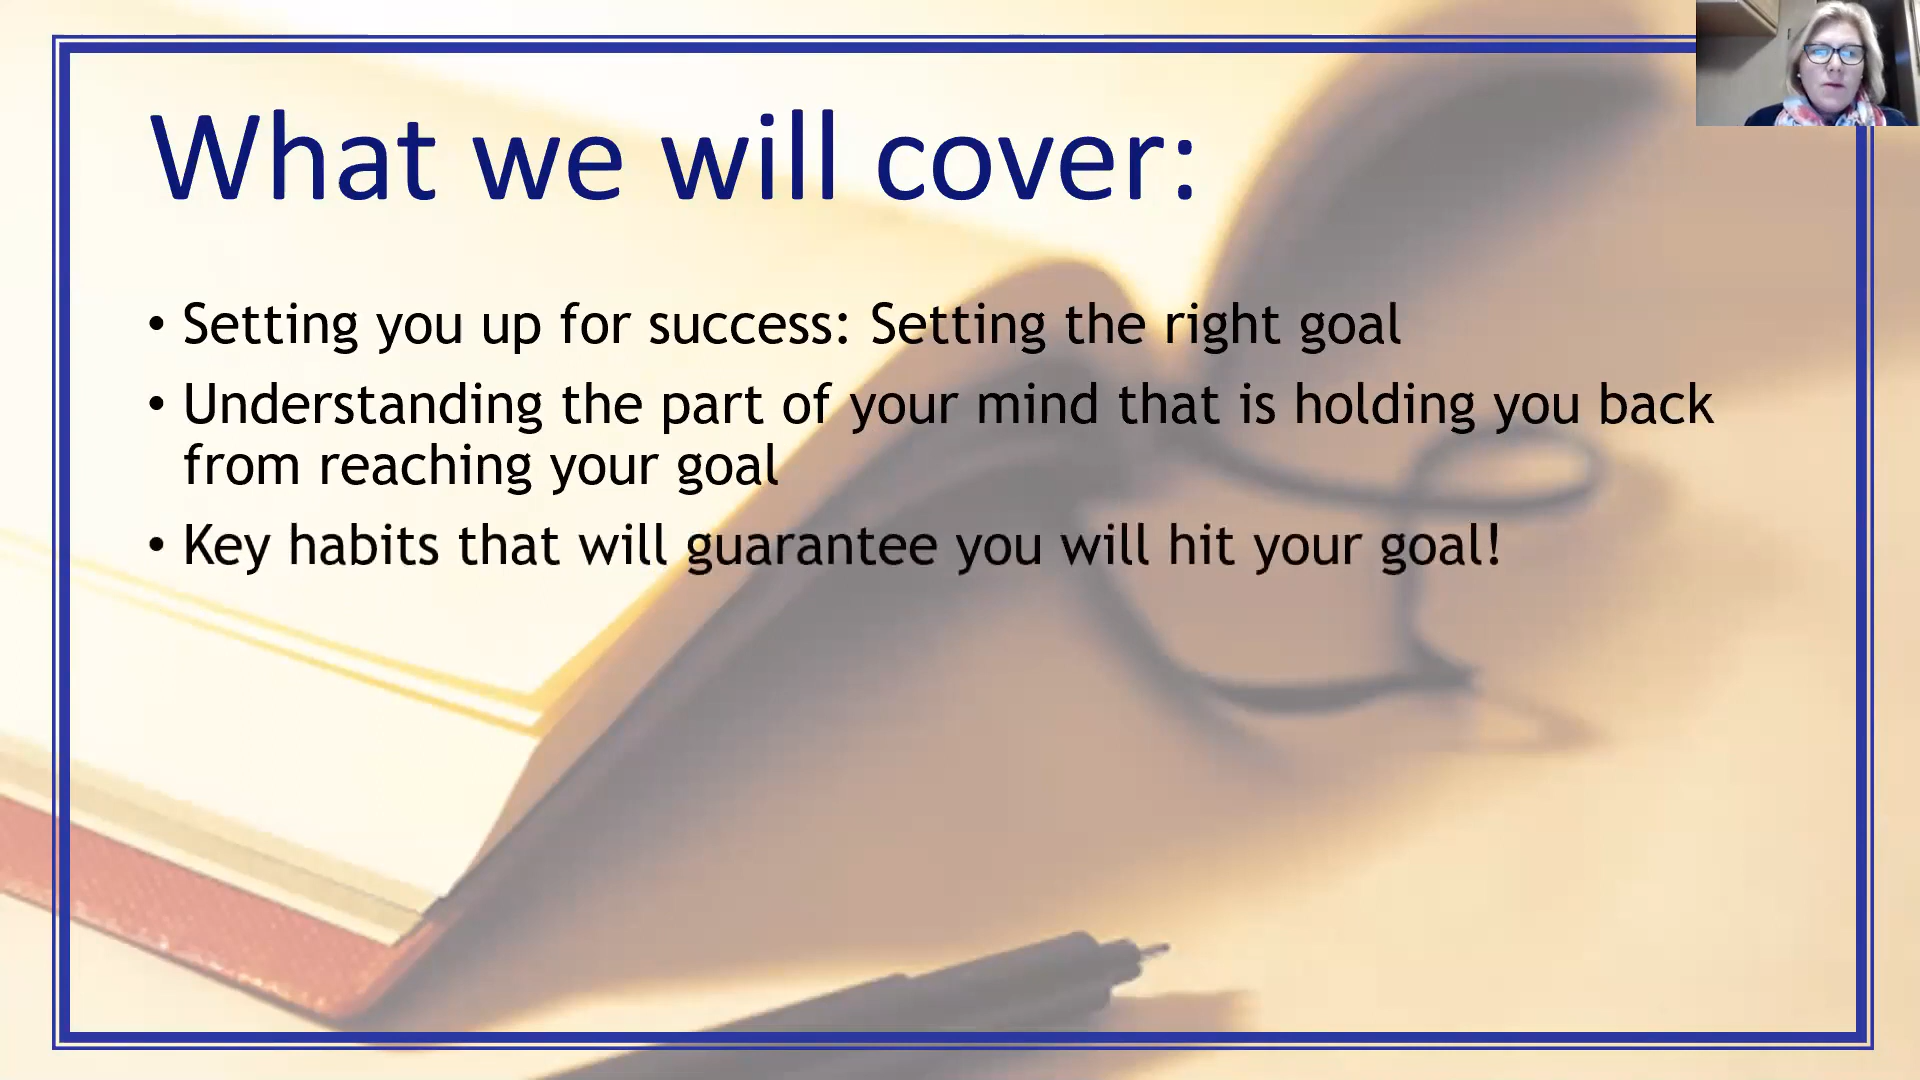 What we will cover:
• Setting you up for success: Setting the right goal
• Understanding the part of your mind that is holding you back
from reaching your goal
• Key habits that will guarantee you will hit your goal!